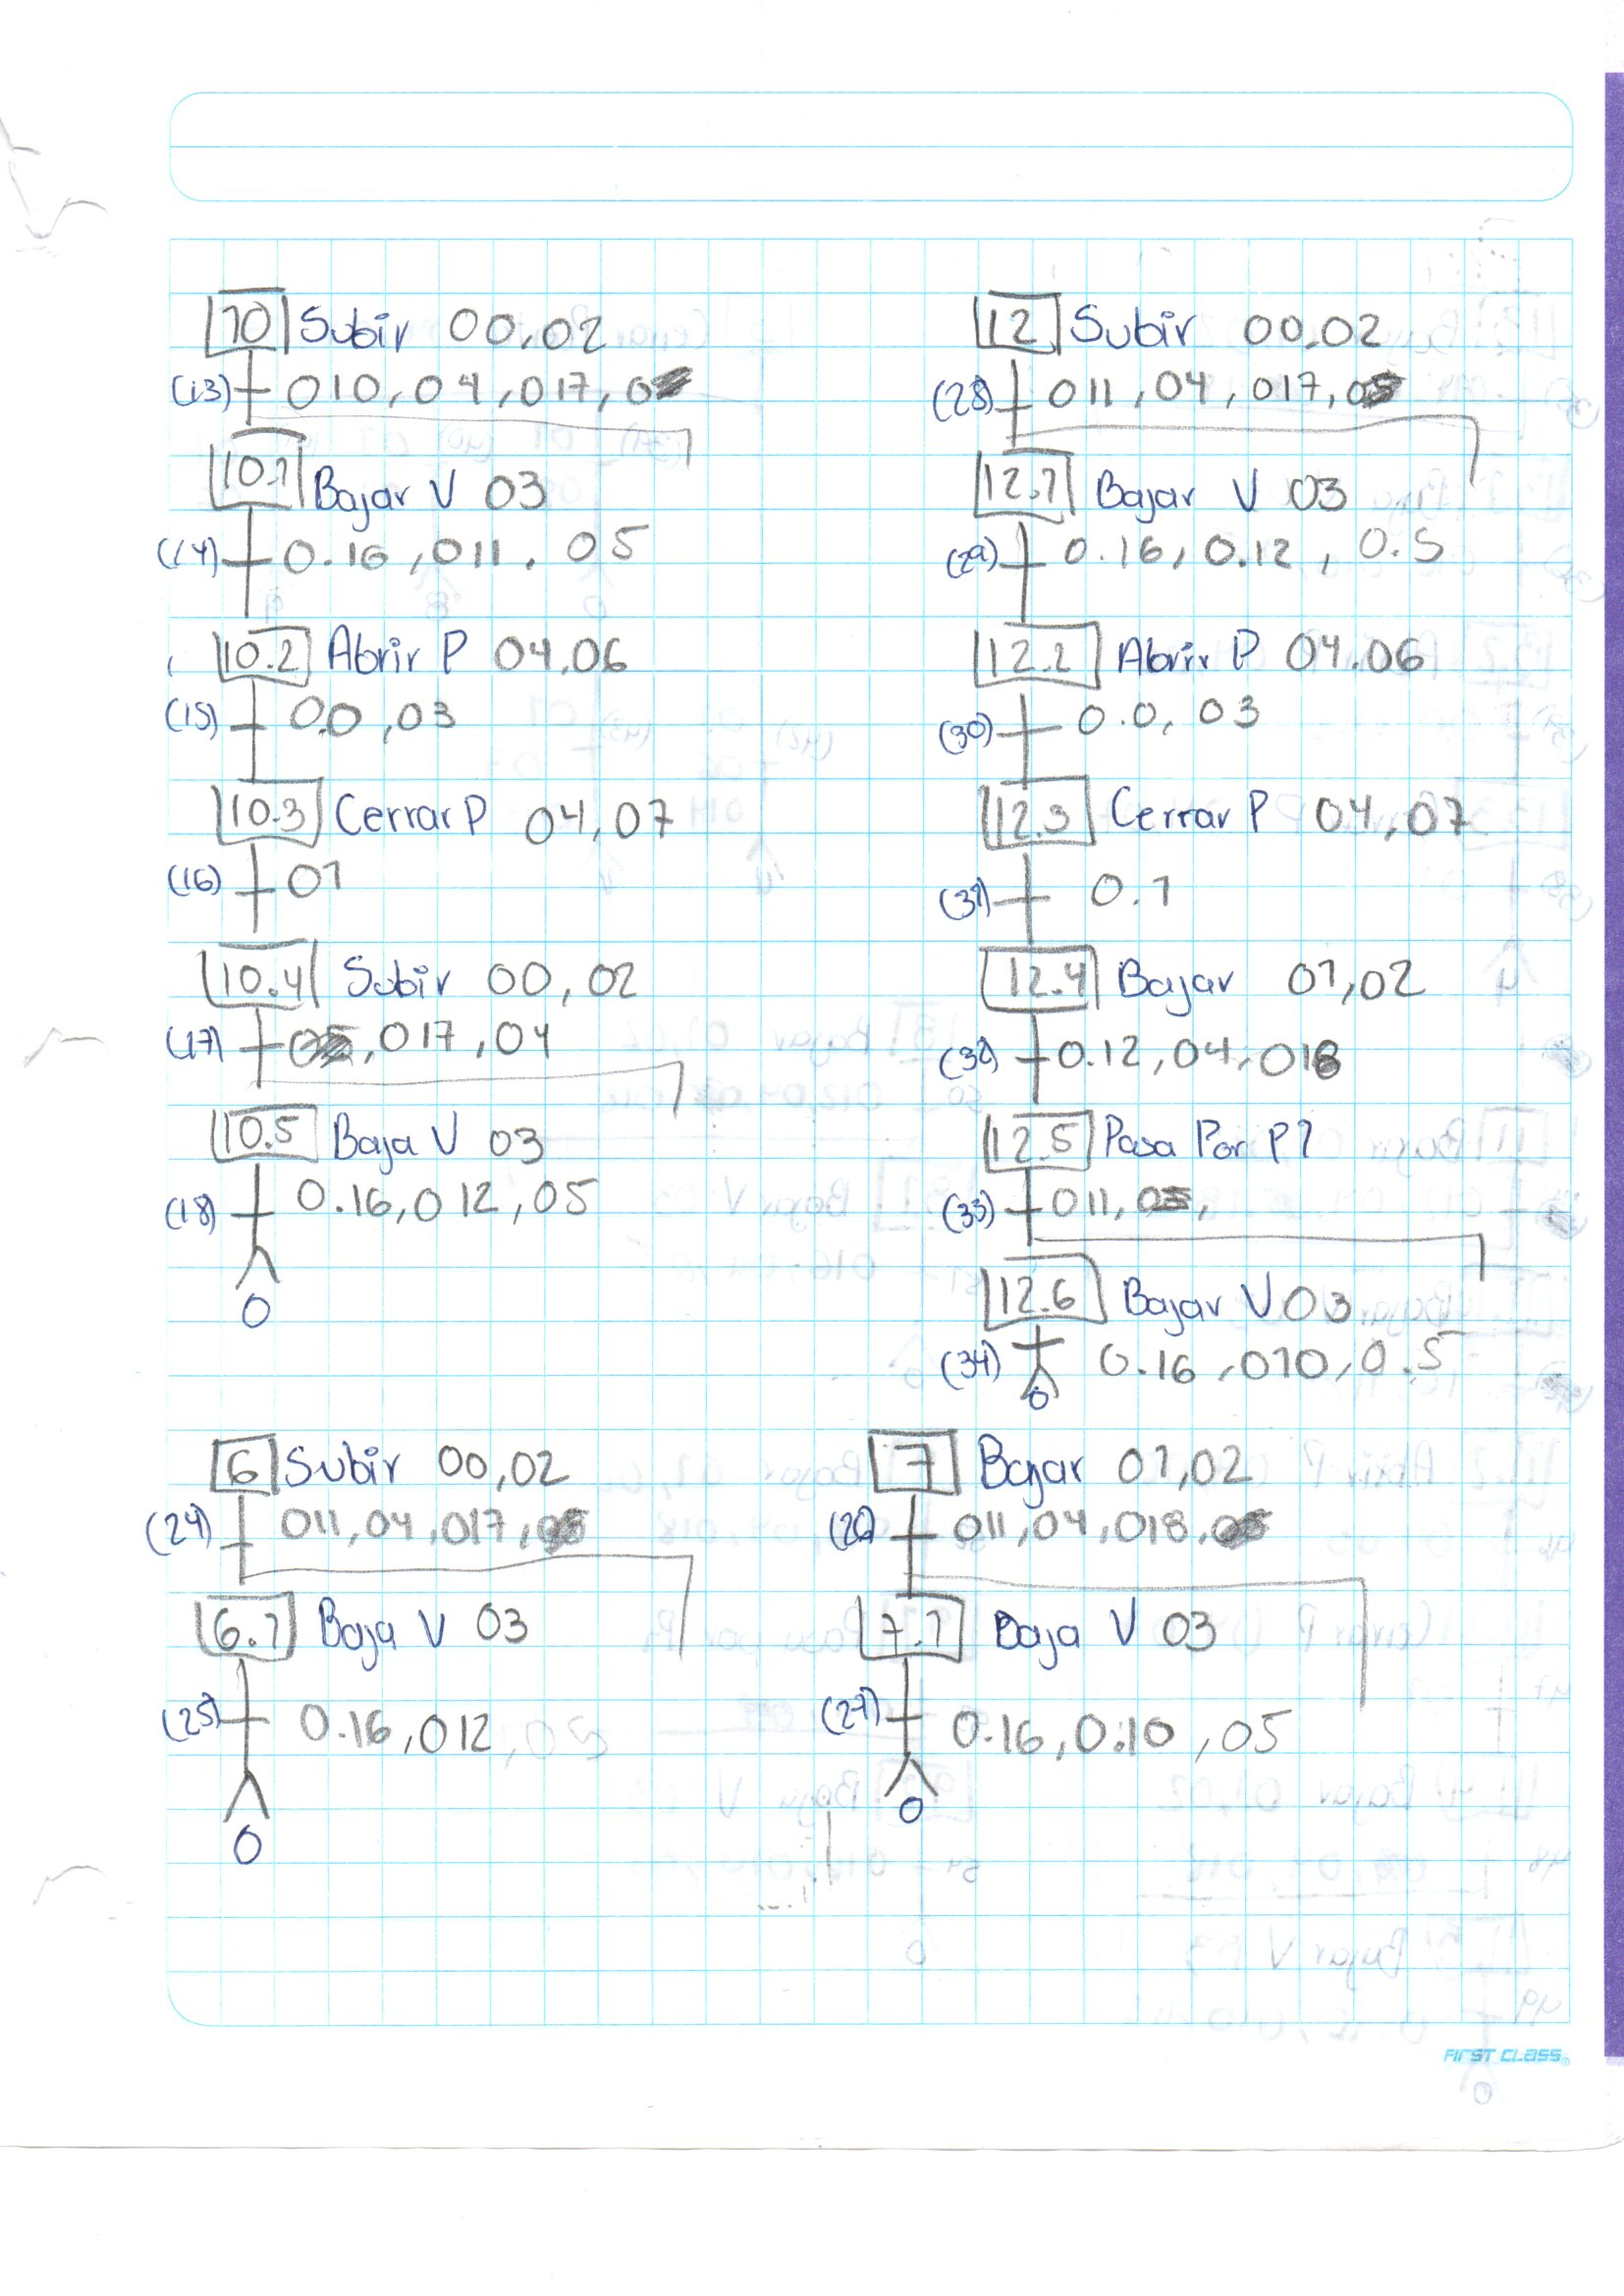 10 Subir 00,02
(13) 010,04,017,0
10.1 Bajar V 03
(14) 0.16,011,05
10.2 Abrir P 04,06
(15) 0.0,03
10.3 Cerrar P 04,07
(16) 01
10.4 Subir 00,02
(17) ,017,04
10.5 Baja V 03
(18) 0.16,012,05
0
12 Subir 00,02
(28) 011,04,017,0
12.1 Bajar V 03
(29) 0.16,0.12,0.5
12.2 Abrir P 04.06
(30) 0.0,03
12.3 Cerrar P 04,07
(31) 0.1
12.4 Bajar 01,02
(32) 0.12,04,018
12.5 Pasa Por P1
(33) 011,
12.6 Bajar V 03
(34) 0.16,010,0.5
0
6 Subir 00,02
(24) 011,04,017,
6.1 Baja V 03
(25) 0.16,012,
0
7 Bajar 01,02
(26) 011,04,018,
7.1 Baja V 03
(27) 0.16,0.10,05
0
FIRST CLASS